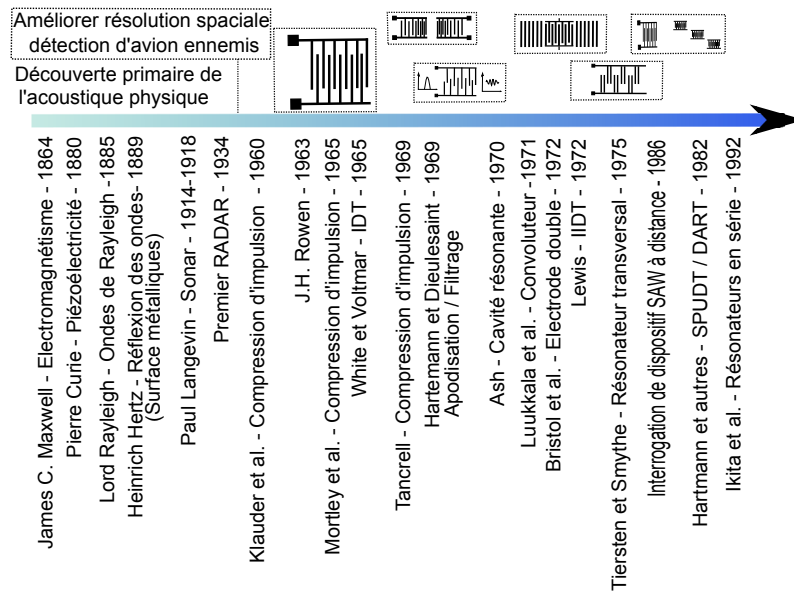 Améliorer résolution spaciale
détection d'avion ennemis
Découverte primaire de
l'acoustique physique
James C. Maxwell - Electromagnétisme - 1864
Pierre Curie - Piézoélectricité - 1880
Lord Rayleigh - Ondes de Rayleigh -1885
Heinrich Hertz - Réflexion des ondes- 1889
(Surface métalliques)
Paul Langevin - Sonar - 1914-1918
Premier RADAR - 1934
Klauder et al. - Compression d'impulsion - 1960
J.H. Rowen - 1963
Mortley et al. - Compression d'impulsion - 1965
White et Voltmar - IDT - 1965
Tancrell - Compression d'impulsion - 1969
Hartemann et Dieulesaint - 1969
Apodisation / Filtrage
Ash - Cavité résonante - 1970
Luukkala et al. - Convoluteur -1971
Bristol et al. - Electrode double - 1972
Lewis - IIDT - 1972
Tiersten et Smythe - Résonateur transversal - 1975
Interrogation de dispositif SAW à distance - 1986
Hartmann et autres - SPUDT / DART - 1982
Ikita et al. - Résonateurs en série - 1992